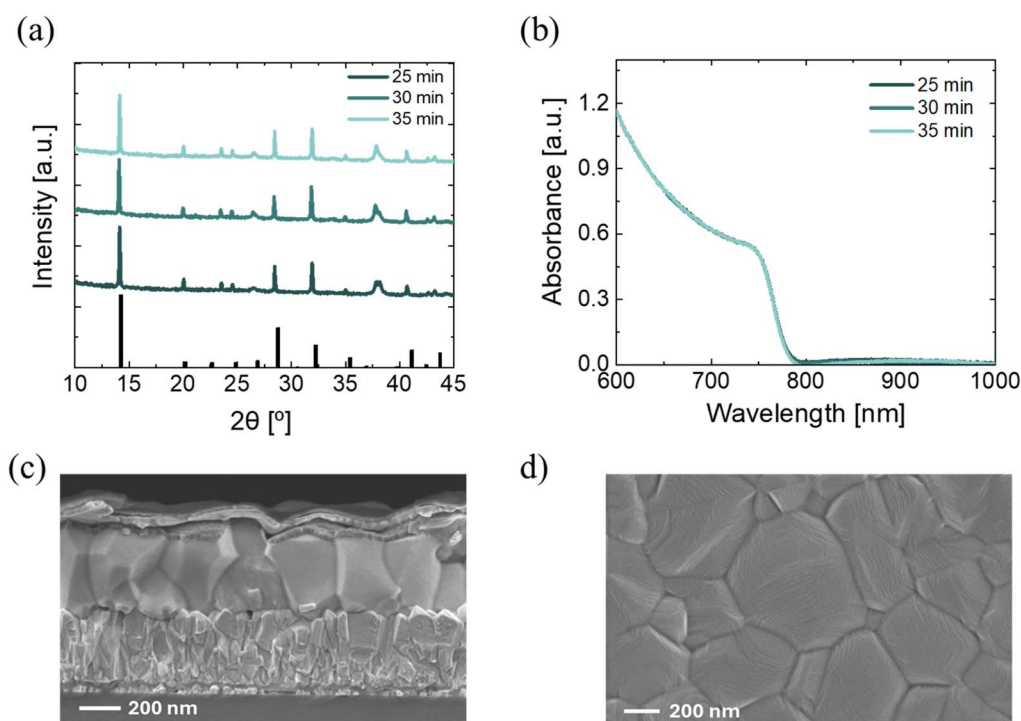 (a)
Intensity [a.u.]
25 min
30 min
35 min
10 15 20 25 30 35 40 45
2θ [º]
(b)
Absorbance [a.u.]
1.2
0.9
0.6
0.3
0.0
25 min
30 min
35 min
600 700 800 900 1000
Wavelength [nm]
(c)
200 nm
d)
200 nm